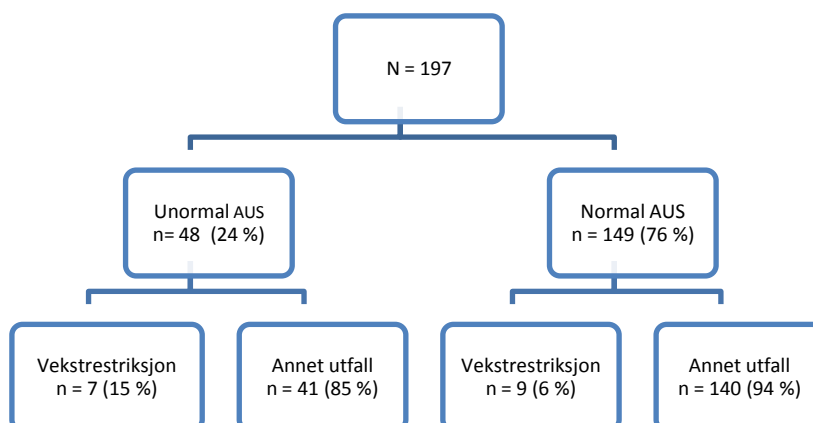 N = 197
Unormal AUS
n= 48 (24 %)
Normal AUS
n = 149 (76 %)
Vekstrestriksjon
n = 7 (15 %)
Annet utfall
n = 41 (85 %)
Vekstrestriksjon
n = 9 (6 %)
Annet utfall
n = 140 (94 %)